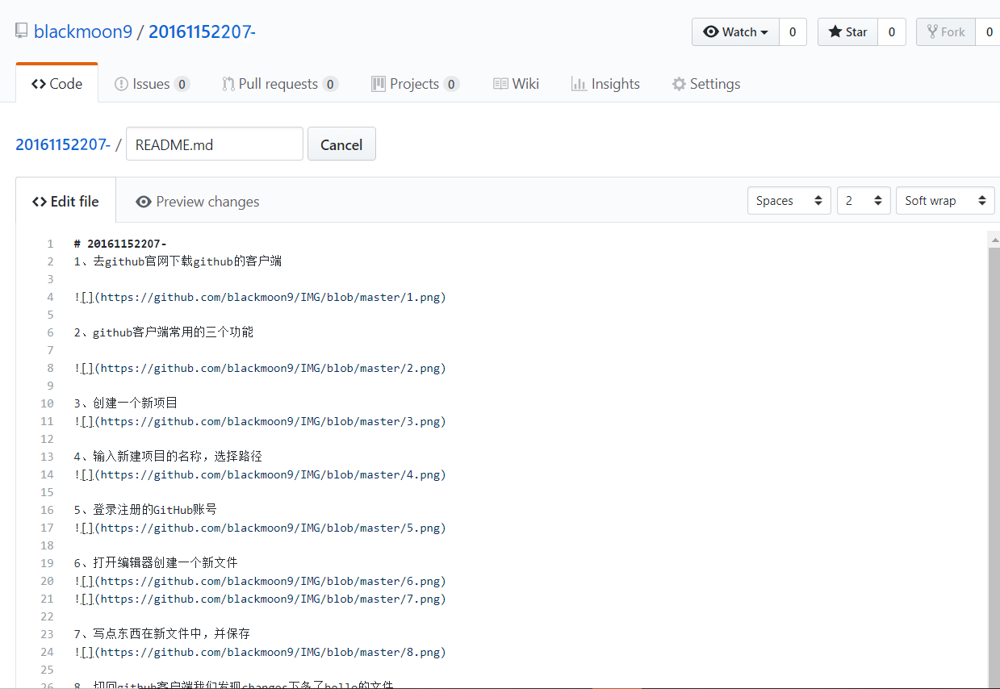 blackmoon9 / 20161152207-
Watch 0 Star 0 Fork 0
Code Issues 0 Pull requests 0 Projects 0 Wiki Insights Settings
20161152207- / README.md Cancel
Edit file Preview changes Spaces 2 Soft wrap
1 # 20161152207-
2 1、去github官网下载github的客户端
3
4 ![](https://github.com/blackmoon9/IMG/blob/master/1.png)
5
6 2、github客户端常用的三个功能
7
8 ![](https://github.com/blackmoon9/IMG/blob/master/2.png)
9
10 3、创建一个新项目
11 ![](https://github.com/blackmoon9/IMG/blob/master/3.png)
12
13 4、输入新建项目的名称，选择路径
14 ![](https://github.com/blackmoon9/IMG/blob/master/4.png)
15
16 5、登录注册的GitHub账号
17 ![](https://github.com/blackmoon9/IMG/blob/master/5.png)
18
19 6、打开编辑器创建一个新文件
20 ![](https://github.com/blackmoon9/IMG/blob/master/6.png)
21 ![](https://github.com/blackmoon9/IMG/blob/master/7.png)
22
23 7、写点东西在新文件中，并保存
24 ![](https://github.com/blackmoon9/IMG/blob/master/8.png)
25
26 8、切回github客户端我们发现changes下多了hello的文件